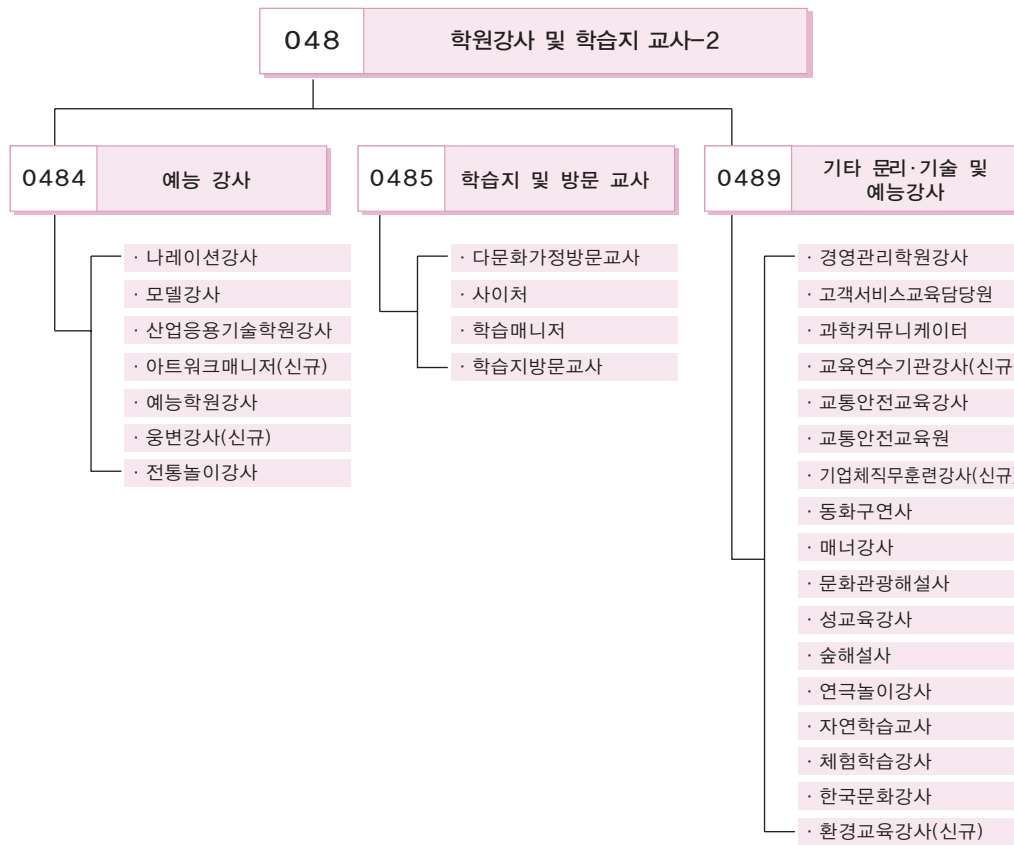 048 학원강사 및 학습지 교사-2
0484 예능 강사
· 나레이션강사
· 모델강사
· 산업응용기술학원강사
· 아트워크매니저(신규)
· 예능학원강사
· 웅변강사(신규)
· 전통놀이강사
0485 학습지 및 방문 교사
· 다문화가정방문교사
· 사이처
· 학습매니저
· 학습지방문교사
0489 기타 문리·기술 및
예능강사
· 경영관리학원강사
· 고객서비스교육담당원
· 과학커뮤니케이터
· 교육연수기관강사(신규
· 교통안전교육강사
· 교통안전교육원
· 기업체직무훈련강사(신규)
· 동화구연사
· 매너강사
· 문화관광해설사
· 성교육강사
· 숲해설사
· 연극놀이강사
· 자연학습교사
· 체험학습강사
· 한국문화강사
· 환경교육강사(신규)